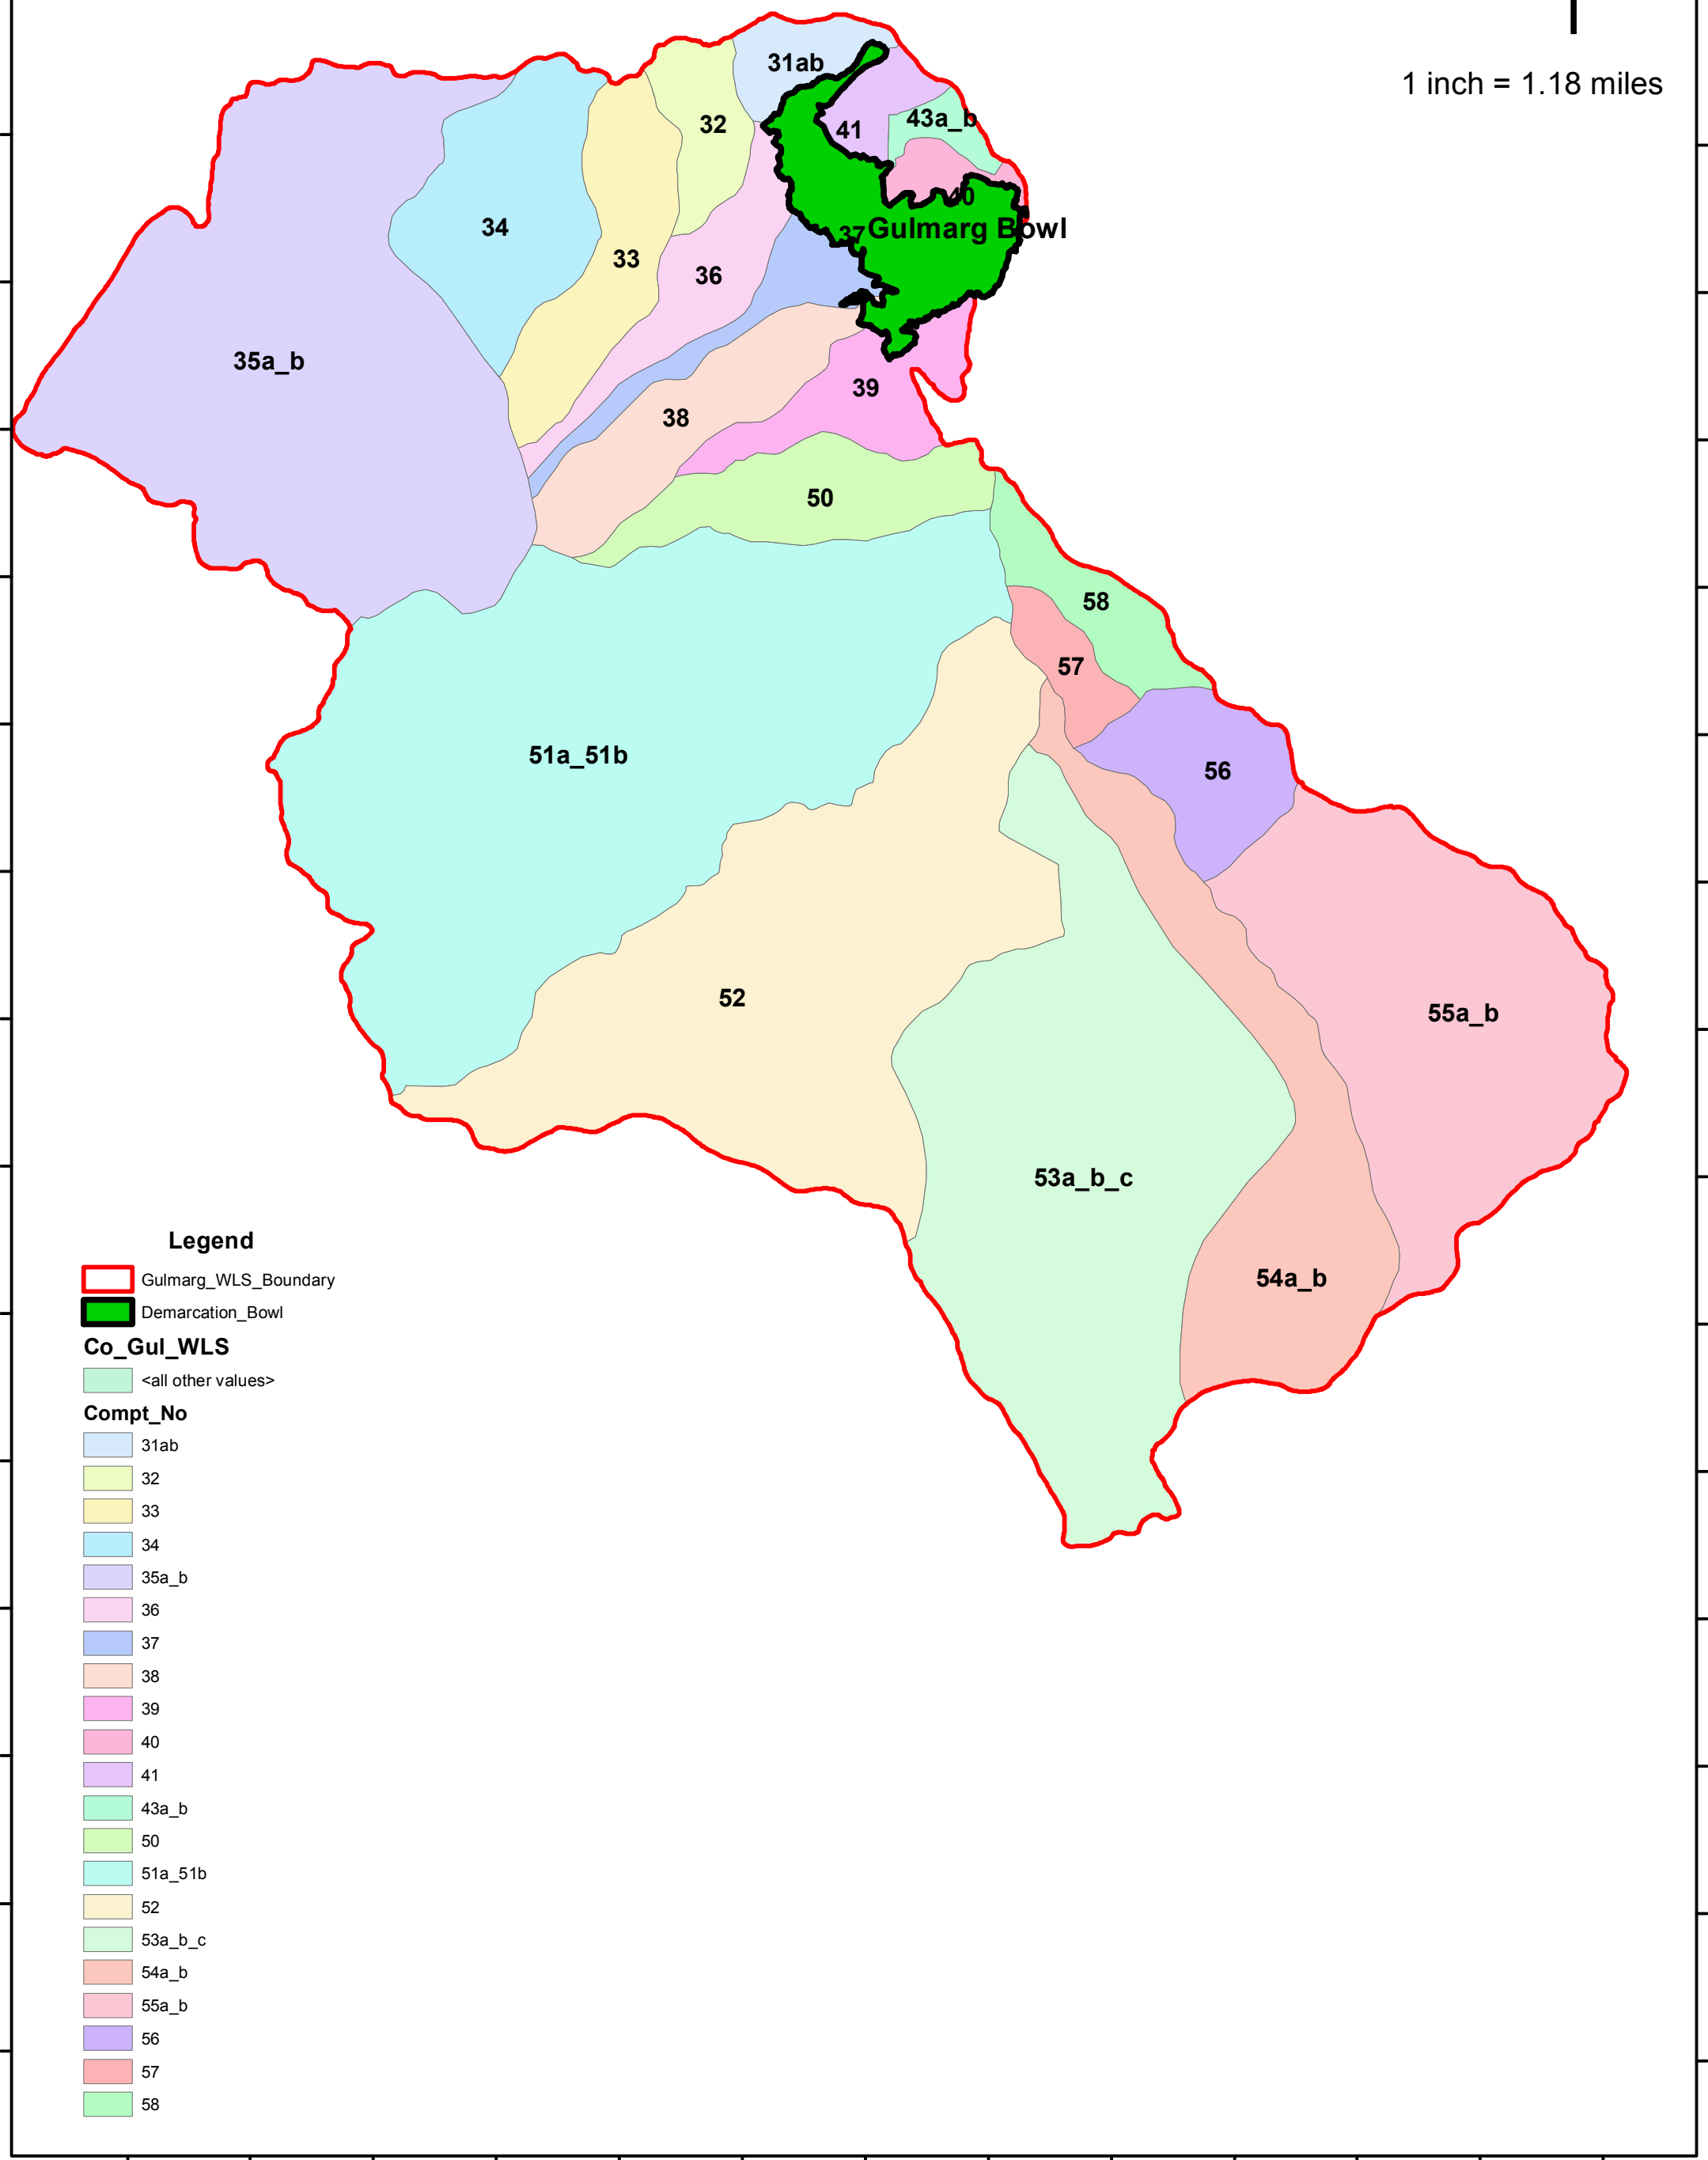 1 inch = 1.18 miles
31ab
32
41
43a_b
40
34
33
36
37
Gulmarg Bowl
35a_b
38
39
50
58
57
51a_51b
56
52
55a_b
53a_b_c
54a_b
Legend
Gulmarg_WLS_Boundary
Demarcation_Bowl
Co_Gul_WLS
<all other values>
Compt_No
31ab
32
33
34
35a_b
36
37
38
39
40
41
43a_b
50
51a_51b
52
53a_b_c
54a_b
55a_b
56
57
58